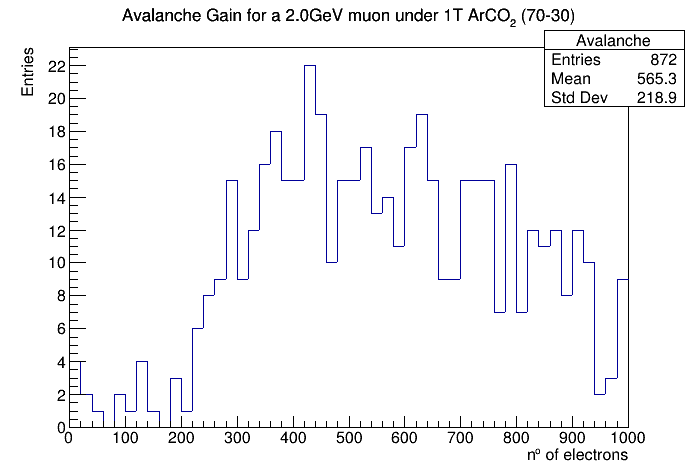 Avalanche Gain for a 2.0GeV muon under 1T ArCO2 (70-30)
Avalanche
Entries 872
Mean 565.3
Std Dev 218.9
Entries
22
20
18
16
14
12
10
8
6
4
2
0
0 100 200 300 400 500 600 700 800 900 1000
nº of electrons